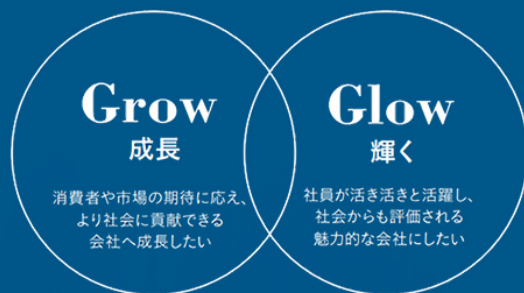 Grow
成長
消費者や市場の期待に応え、
より社会に貢献できる
会社へ成長したい
Glow
輝く
社員が活き活きと活躍し、
社会からも評価される
魅力的な会社にしたい